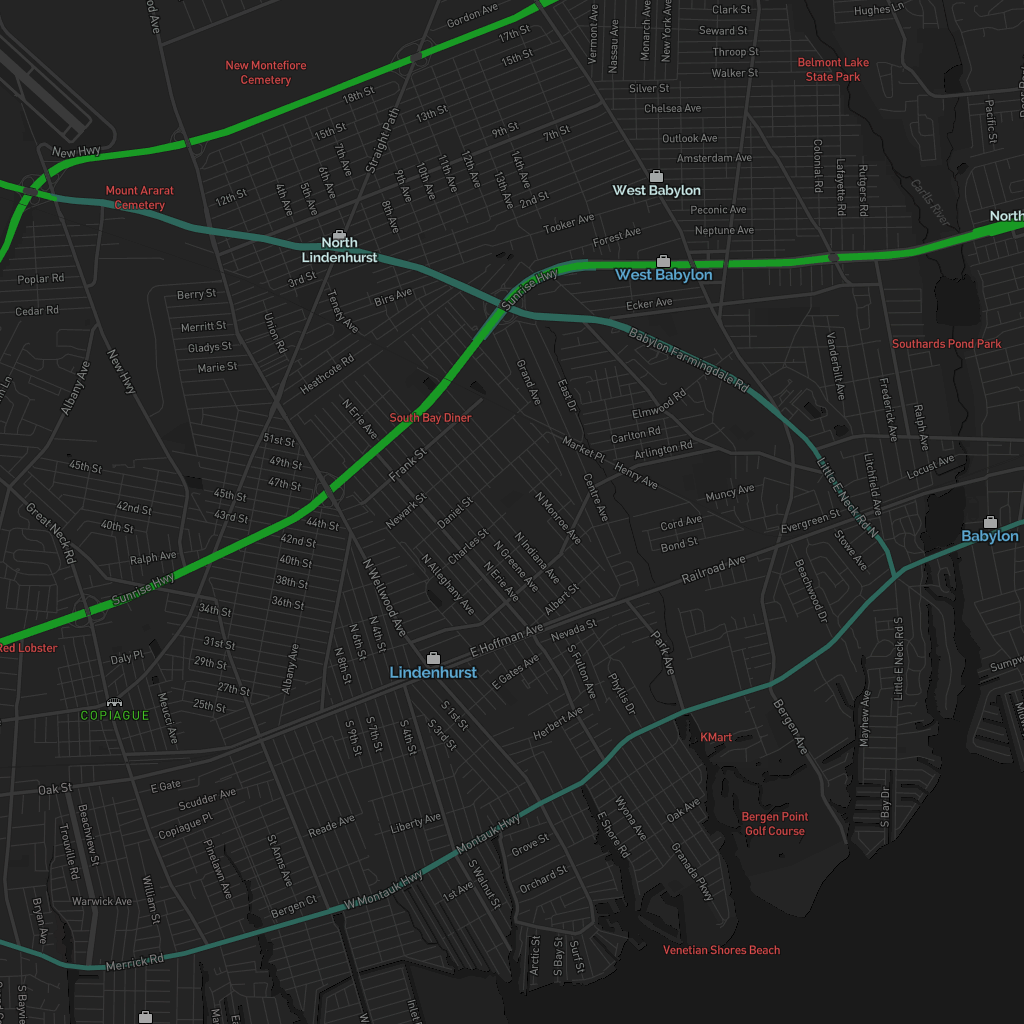 Gordon Ave
Vermont Ave
Nassau Ave
Monarch Ave
New York Ave
Clark St
Hughes Ln
17th St
Seward St
15th St
Throop St
Belmont Lake
State Park
New Montefiore
Cemetery
Walker St
Silver St
18th St
13th St
Chelsea Ave
Pacific St
15th St
9th St
7th St
Straight Path
Outlook Ave
New Hwy
7th Ave
Amsterdam Ave
Colonial Rd
Lafayette Rd
Rutgers Rd
6th Ave
11th Ave
12th Ave
14th Ave
10th Ave
9th Ave
Mount Ararat
Cemetery
12th St
4th Ave
5th Ave
13th Ave
2nd St
West Babylon
Carlls River
8th Ave
Peconic Ave
North
Tooker Ave
Neptune Ave
Forest Ave
North
Lindenhurst
3rd St
Poplar Rd
Sunrise Hwy
West Babylon
Berry St
Birs Ave
Ecker Ave
Cedar Rd
Tenety Ave
Merritt St
Union Rd
Gladys St
Babylon Farmingdale Rd
Southards Pond Park
Marie St
New Hwy
Vanderbilt Ave
Albany Ave
Heathcote Rd
Grand Ave
East Dr
Frederick Ave
Elmwood Rd
N Erie Ave
South Bay Diner
Ralph Ave
Carlton Rd
51st St
Market Pl
Arlington Rd
49th St
Frank St
Henry Ave
45th St
47th St
Locust Ave
Litchfield Ave
Little E Neck Rd N
45th St
Newark St
Daniel St
N Monroe Ave
Centre Ave
Muncy Ave
42nd St
43rd St
40th St
44th St
Cord Ave
Evergreen St
Great Neck Rd
42nd St
Babylon
Charles St
N Indiana Ave
Bond St
Stowe Ave
Ralph Ave
40th St
N Greene Ave
Railroad Ave
38th St
N Wellwood Ave
N Alleghany Ave
N Erie Ave
Beachwood Dr
Sunrise Hwy
36th St
Albert St
34th St
N 4th St
N 6th St
E Hoffman Ave
Nevada St
Little E Neck Rd S
Red Lobster
31st St
Park Ave
Daly Pl
29th St
Albany Ave
N 8th St
Lindenhurst
E Gates Ave
S Fulton Ave
27th St
Phyllis Dr
Mayhew Ave
Meucci Ave
25th St
COPIAGUE
S 1st St
S 3rd St
S 4th St
S 7th St
S 9th St
Herbert Ave
KMart
Bergen Ave
E Gate
Oak St
Scudder Ave
S Bay Dr
Bergen Point
Golf Course
Copiague Pl
Reade Ave
Liberty Ave
Montauk Hwy
Wyona Ave
Oak Ave
E Shore Rd
Beachview St
Trouville Rd
Grove St
Pinelawn Ave
St Anns Ave
Granada Pkwy
Orchard St
W Montauk Hwy
1st Ave
S Walnut St
William St
Warwick Ave
Bergen Ct
Bryan Ave
Venetian Shores Beach
Arctic St
S Bay St
Surf St
Merrick Rd